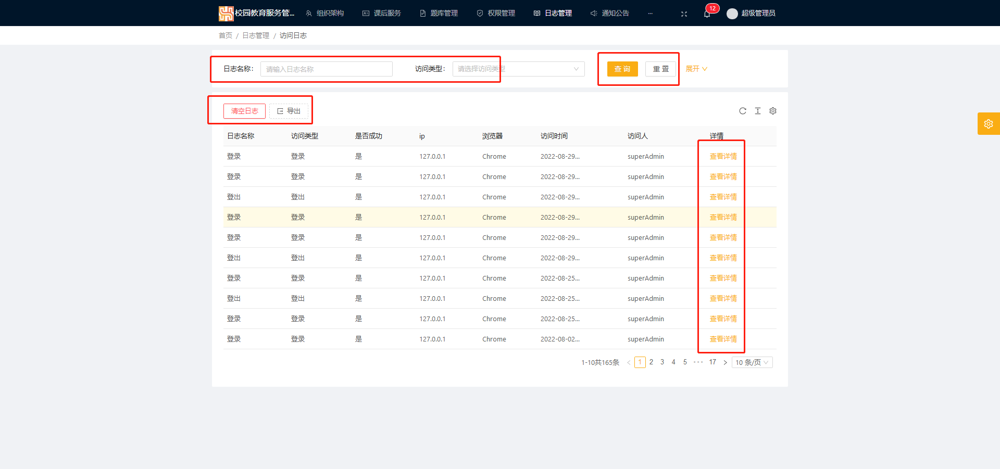 校园教育服务管... 组织架构 课后服务 题库管理 权限管理 日志管理 通知公告 ... 12 超级管理员
首页 / 日志管理 / 访问日志
日志名称： 请输入日志名称 访问类型： 请选择访问类型 查 询 重 置 展开
清空日志 导出
日志名称 访问类型 是否成功 ip 浏览器 访问时间 访问人 详情
登录 登录 是 127.0.0.1 Chrome 2022-08-29... superAdmin 查看详情
登录 登录 是 127.0.0.1 Chrome 2022-08-29... superAdmin 查看详情
登出 登出 是 127.0.0.1 Chrome 2022-08-29... superAdmin 查看详情
登录 登录 是 127.0.0.1 Chrome 2022-08-29... superAdmin 查看详情
登录 登录 是 127.0.0.1 Chrome 2022-08-29... superAdmin 查看详情
登出 登出 是 127.0.0.1 Chrome 2022-08-29... superAdmin 查看详情
登录 登录 是 127.0.0.1 Chrome 2022-08-25... superAdmin 查看详情
登出 登出 是 127.0.0.1 Chrome 2022-08-25... superAdmin 查看详情
登录 登录 是 127.0.0.1 Chrome 2022-08-25... superAdmin 查看详情
登录 登录 是 127.0.0.1 Chrome 2022-08-02... superAdmin 查看详情
1-10共165条 < 1 2 3 4 5 ••• 17 > 10 条/页